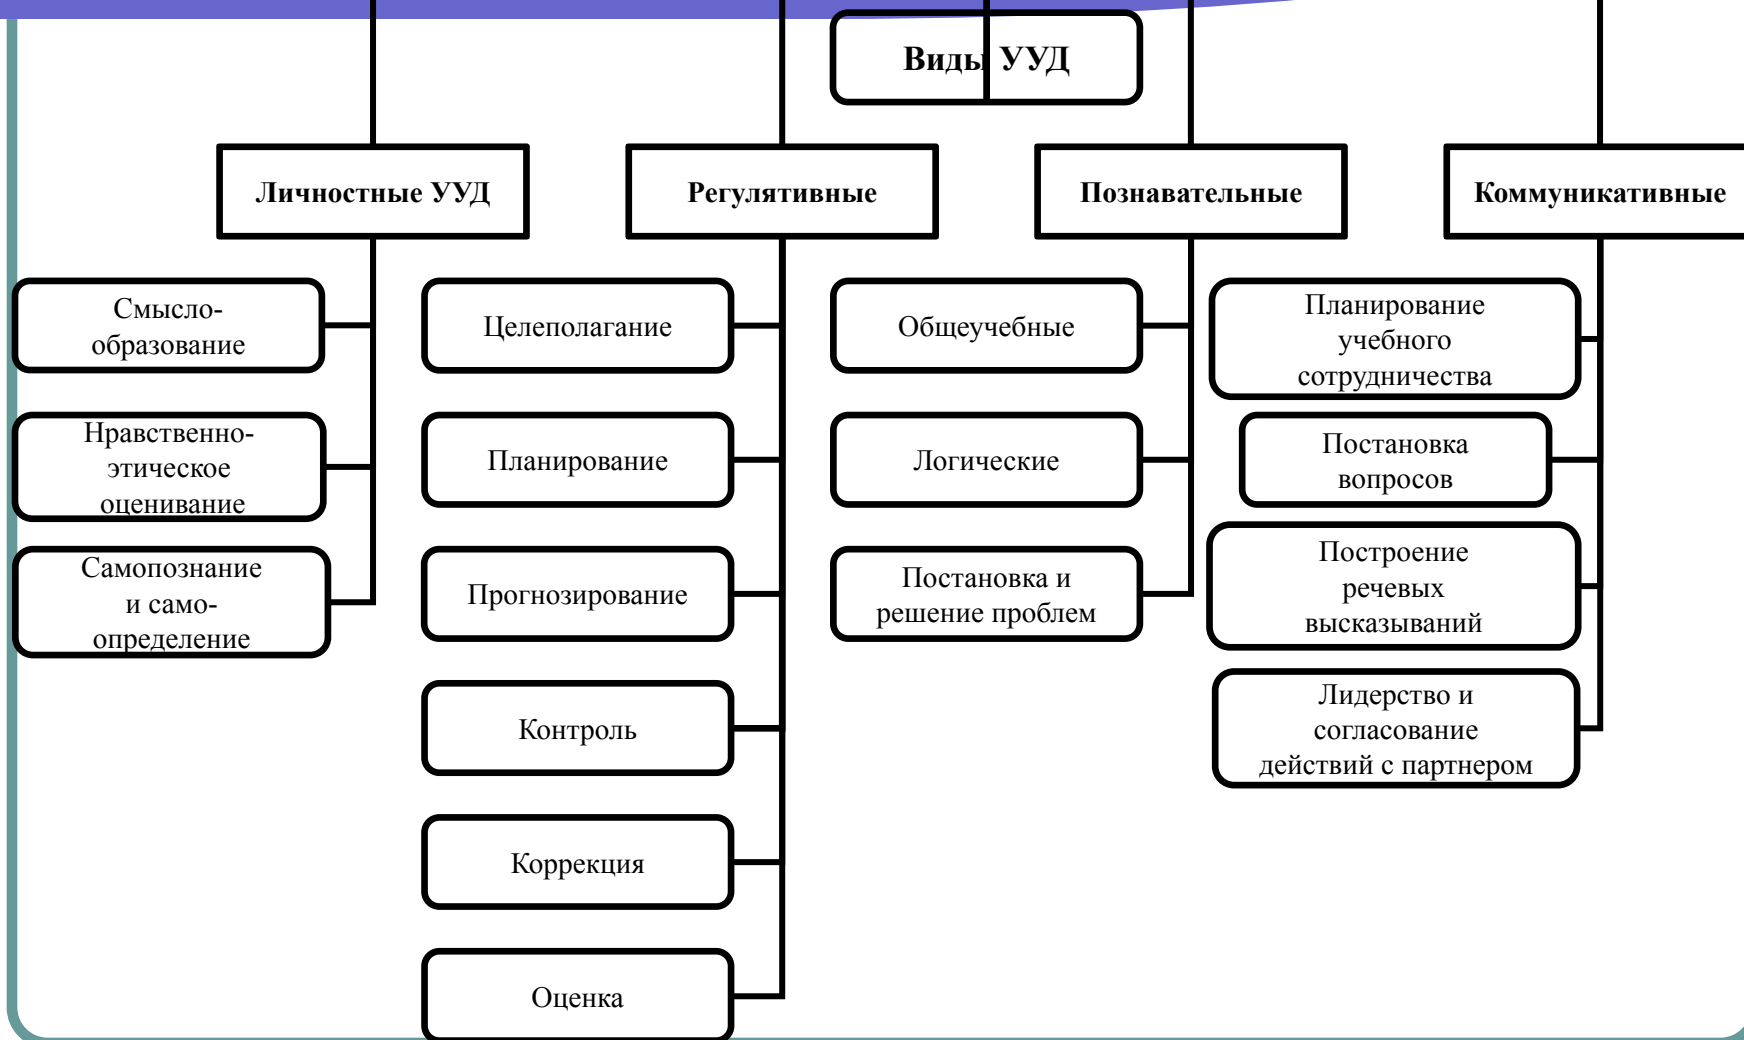 Виды УУД
Личностные УУД
Регулятивные
Познавательные
Коммуникативные
Смысло-
образование
Нравственно-
этическое
оценивание
Самопознание
и само-
определение
Целеполагание
Планирование
Прогнозирование
Контроль
Коррекция
Оценка
Общеучебные
Логические
Постановка и
решение проблем
Планирование
учебного
сотрудничества
Постановка
вопросов
Построение
речевых
высказываний
Лидерство и
согласование
действий с партнером